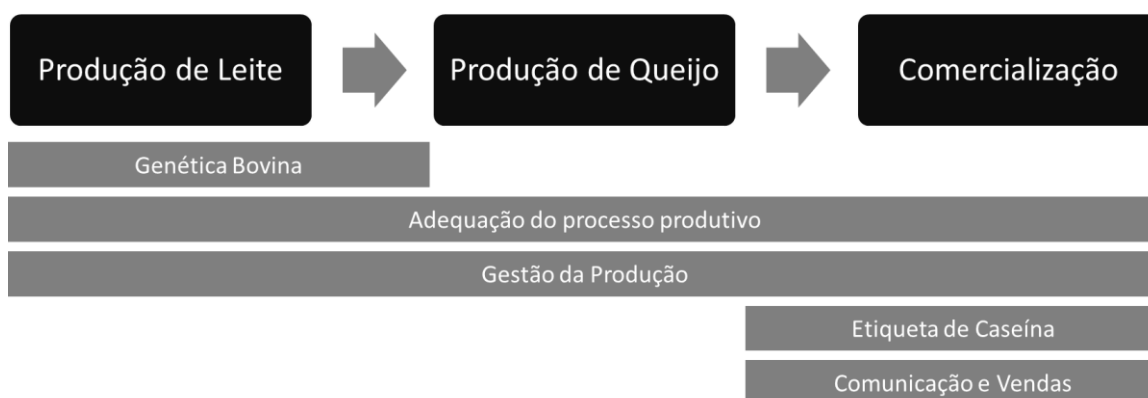 Produção de Leite
Produção de Queijo
Comercialização
Genética Bovina
Adequação do processo produtivo
Gestão da Produção
Etiqueta de Caseína
Comunicação e Vendas